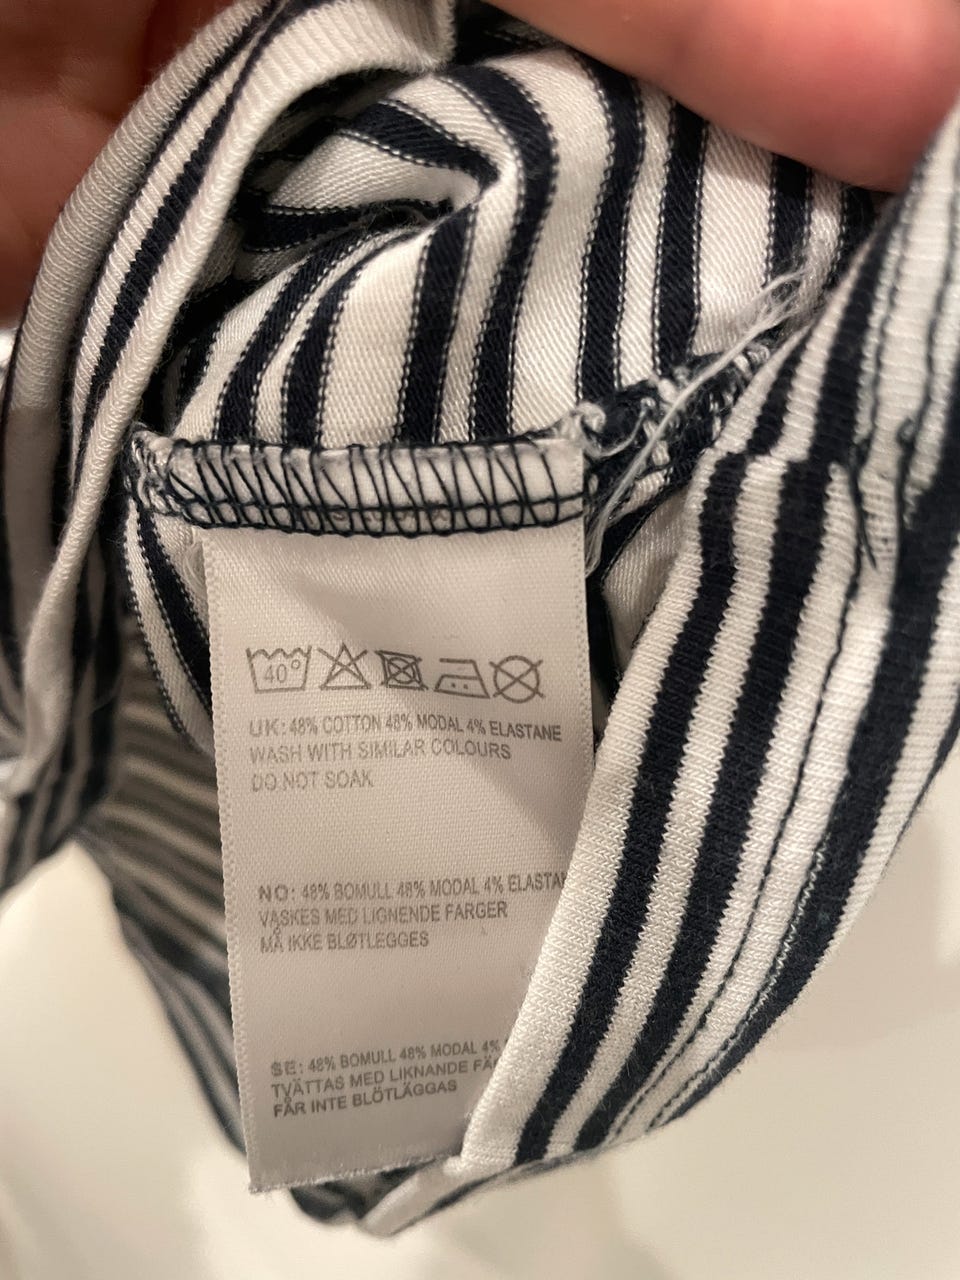 40°
UK: 48% COTTON 48% MODAL 4% ELASTANE
WASH WITH SIMILAR COLOURS
DO NOT SOAK
NO: 48% BOMULL 48% MODAL 4% ELASTAN
VASKES MED LIGNENDE FARGER
MÅ IKKE BLØTLEGGES
SE: 48% BOMULL 48% MODAL 4%
TVÄTTAS MED LIKNANDE
FÅR INTE BLÖTLÄGGAS